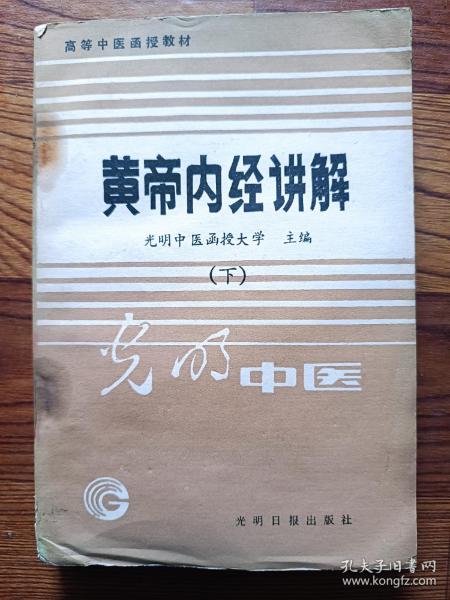 高等中医函授教材
黄帝内经讲解
光明中医函授大学 主编
(下)
光明中医
光明日报出版社
孔夫子旧书网
www.kongfz.com